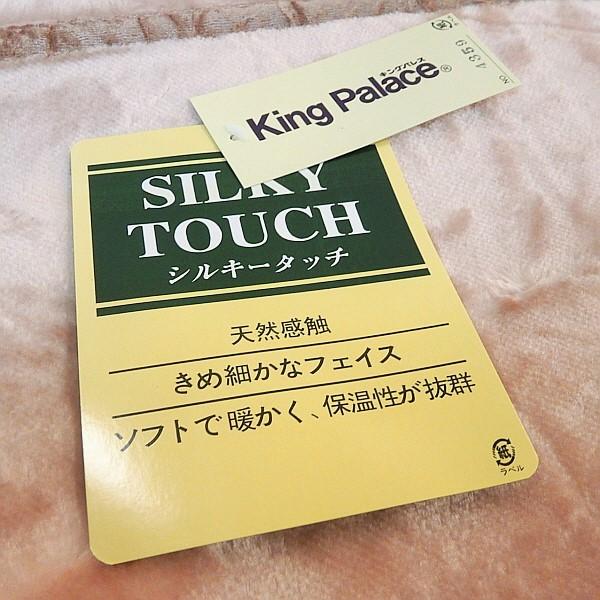 キングパレス
King Palace®
NO. 4359
SILKY
TOUCH
シルキータッチ
天然感触
きめ細かなフェイス
ソフトで暖かく、保温性が抜群
紙
ラベル